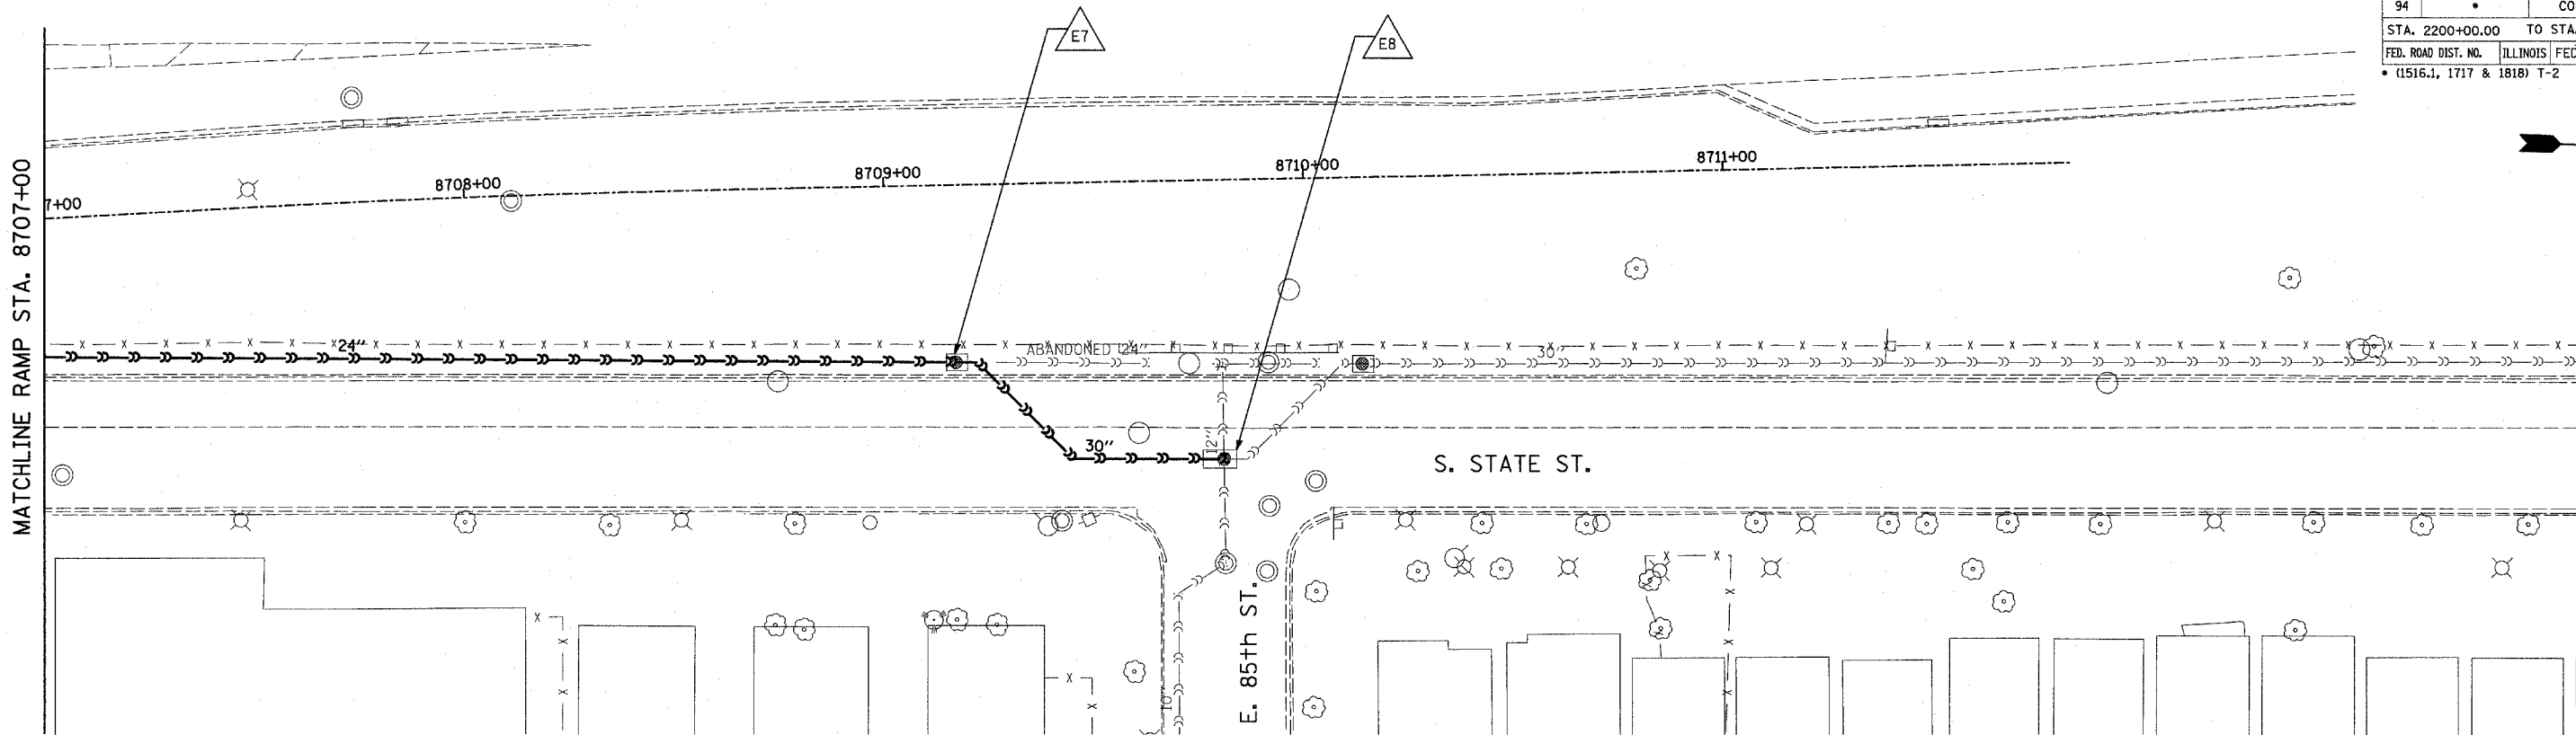 94 • CO
STA. 2200+00.00 TO STA.
FED. ROAD DIST. NO. ILLINOIS FED
• (1516.1, 1717 & 1818) T-2
E7
E8
MATCHLINE RAMP STA. 8707+00
7+00
8708+00
8709+00
8710+00
8711+00
24"
ABANDONED 24"
30"
30"
12"
S. STATE ST.
E. 85th ST.
10"